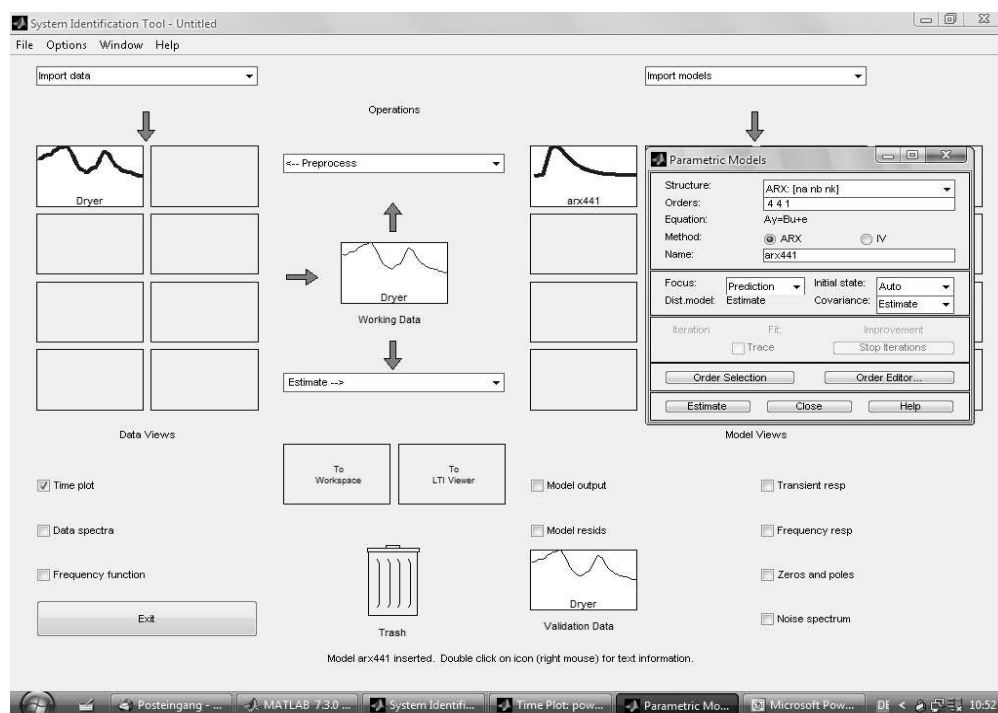 System Identification Tool - Untitled
File Options Window Help
Import data
Import models
Operations
<-- Preprocess
Dryer
arx441
Dryer
Working Data
Estimate -->
Data Views
Model Views
Parametric Models
Structure: ARX: [na nb nk]
Orders: 4 4 1
Equation: Ay=Bu+e
Method: ARX IV
Name: arx441
Focus: Prediction Initial state: Auto
Dist.model: Estimate Covariance: Estimate
Iteration Fit: Improvement
Trace Stop Iterations
Order Selection Order Editor...
Estimate Close Help
To Workspace
To LTI Viewer
Time plot
Data spectra
Frequency function
Exit
Model output
Model resids
Transient resp
Frequency resp
Zeros and poles
Noise spectrum
Trash
Dryer
Validation Data
Model arx441 inserted. Double click on icon (right mouse) for text information.
Posteingang - ... MATLAB 7.3.0 ... System Identifi... Time Plot: pow... Parametric Mo... Microsoft Pow... DE < 10:52